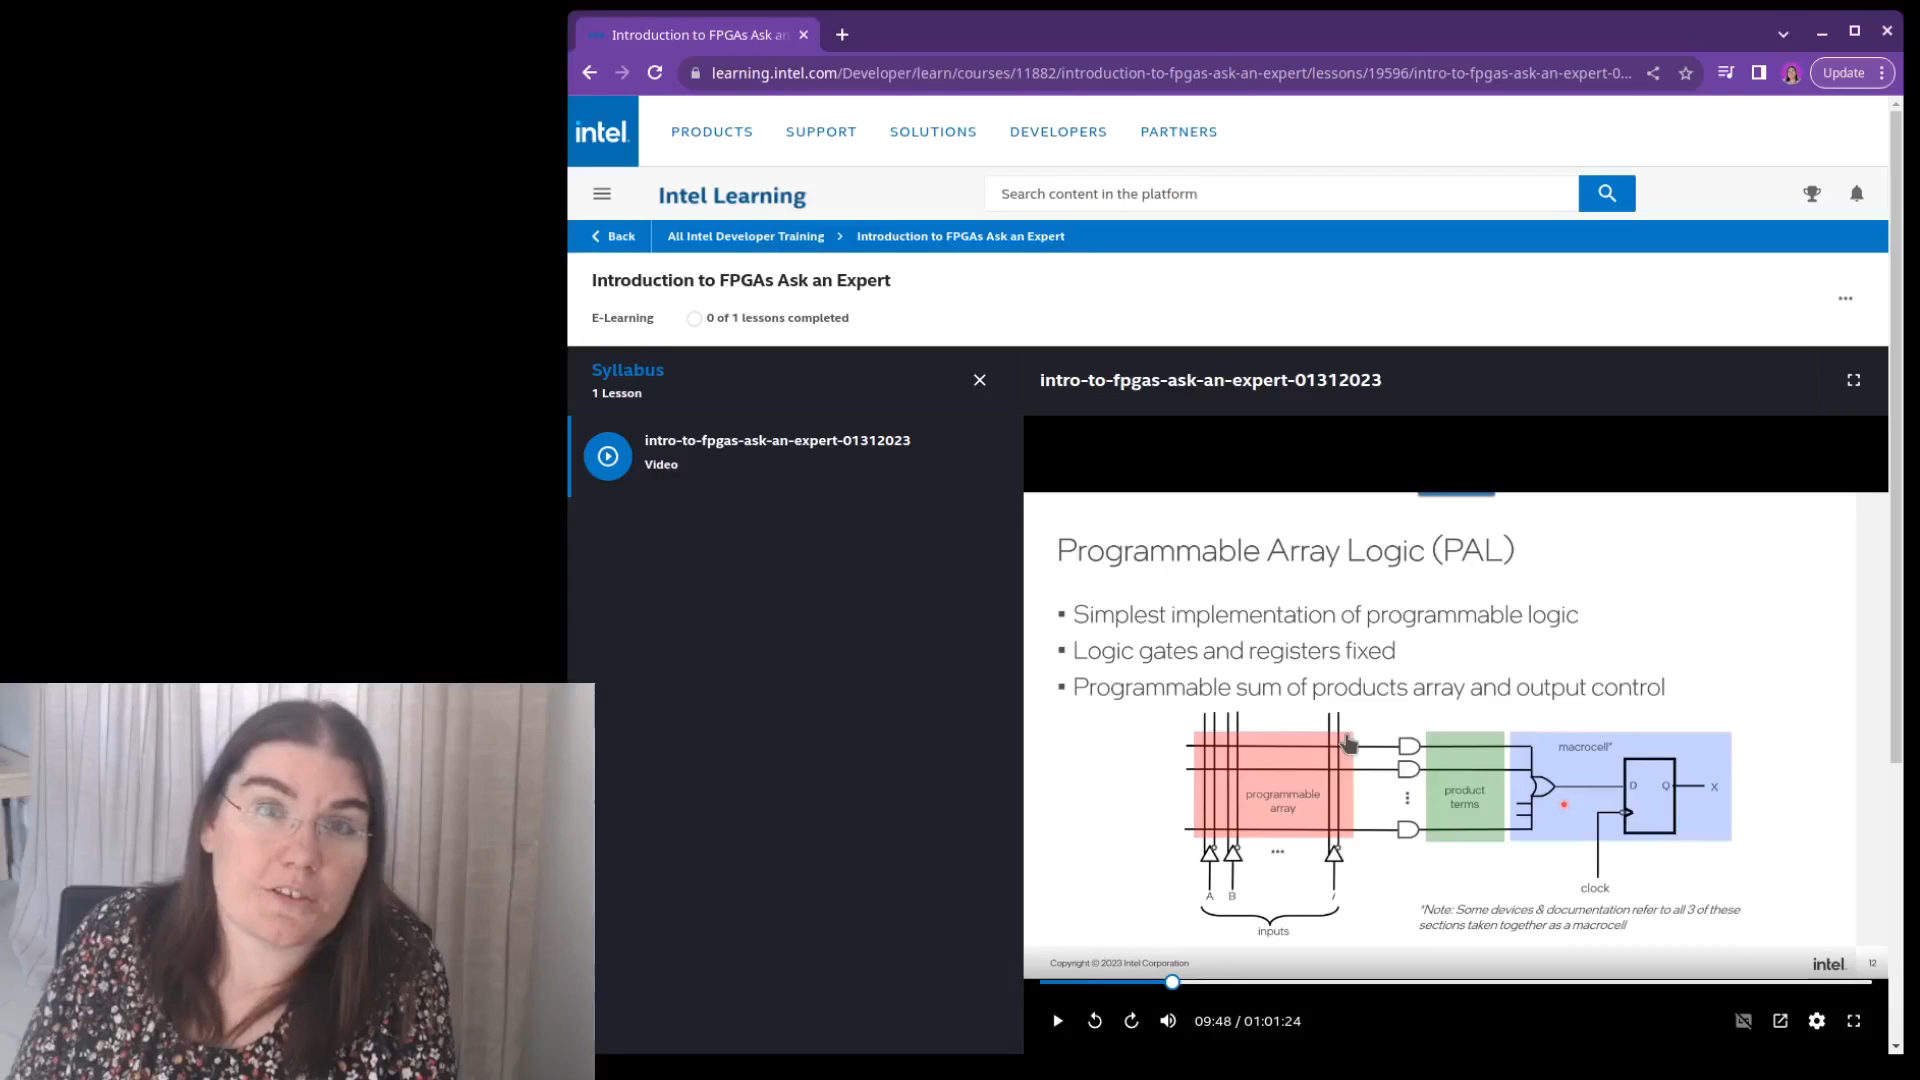 Introduction to FPGAs Ask an
Update
learning.intel.com/Developer/learn/courses/11882/introduction-to-fpgas-ask-an-expert/lessons/19596/intro-to-fpgas-ask-an-expert-0...
intel.
PRODUCTS
SUPPORT
SOLUTIONS
DEVELOPERS
PARTNERS
Intel Learning
Search content in the platform
Back
All Intel Developer Training
Introduction to FPGAs Ask an Expert
Introduction to FPGAs Ask an Expert
E-Learning
0 of 1 lessons completed
Syllabus
1 Lesson
intro-to-fpgas-ask-an-expert-01312023
intro-to-fpgas-ask-an-expert-01312023
Video
Programmable Array Logic (PAL)
▪ Simplest implementation of programmable logic
▪ Logic gates and registers fixed
▪ Programmable sum of products array and output control
programmable
array
product
terms
macrocell*
D
Q
X
A
B
clock
inputs
*Note: Some devices & documentation refer to all 3 of these
sections taken together as a macrocell
Copyright © 2023 Intel Corporation
intel.
12
09:48 / 01:01:24